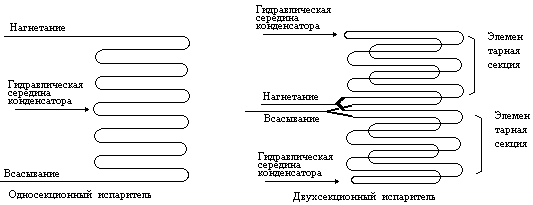 Нагнетание
Гидравлическая
середина
конденсатора
Всасывание
Односекционный испаритель
Гидравлическая
середина
конденсатора
Нагнетание
Всасывание
Гидравлическая
середина
конденсатора
Элемен
тарная
секция
Элемен
тарная
секция
Двухсекционный испаритель